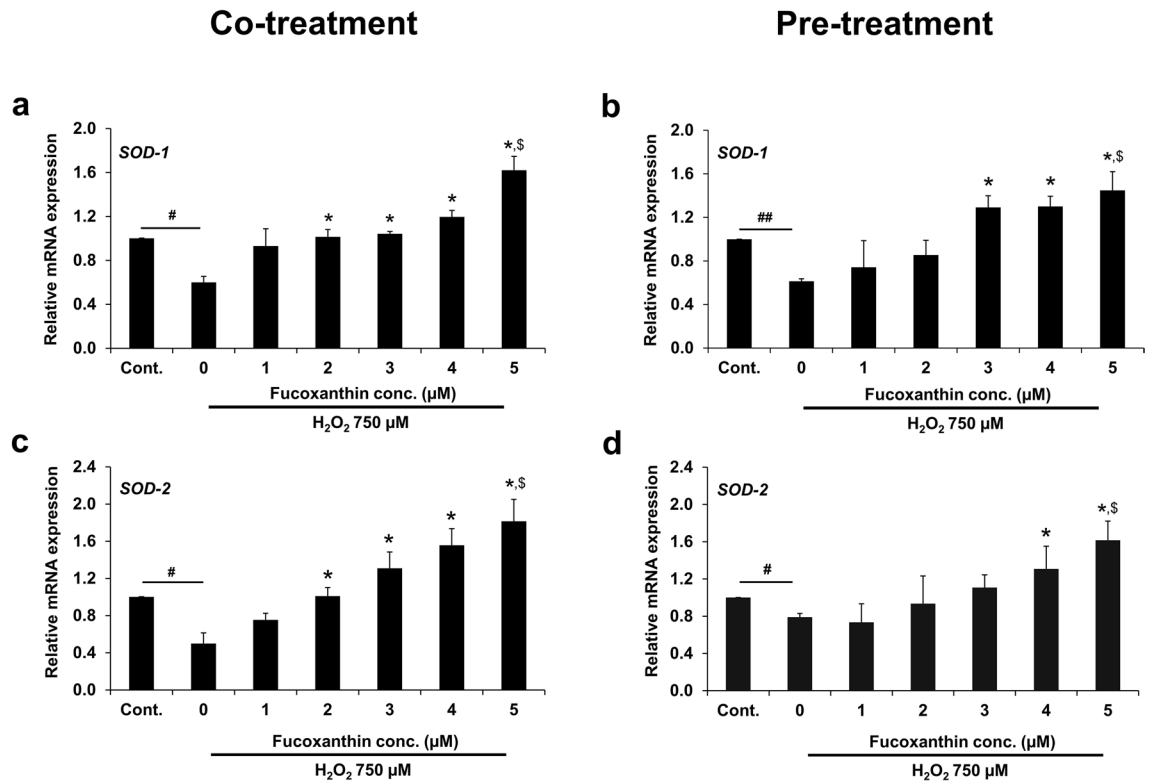 Co-treatment
Pre-treatment
a
SOD-1
Relative mRNA expression
2.0
1.6
1.2
0.8
0.4
0.0
#
*
*
*
*,$
Cont. 0 1 2 3 4 5
Fucoxanthin conc. (µM)
H₂O₂ 750 µM
b
SOD-1
Relative mRNA expression
2.0
1.6
1.2
0.8
0.4
0.0
##
*
*
*,$
Cont. 0 1 2 3 4 5
Fucoxanthin conc. (µM)
H₂O₂ 750 µM
c
SOD-2
Relative mRNA expression
2.4
2.0
1.6
1.2
0.8
0.4
0.0
#
*
*
*
*,$
Cont. 0 1 2 3 4 5
Fucoxanthin conc. (µM)
H₂O₂ 750 µM
d
SOD-2
Relative mRNA expression
2.4
2.0
1.6
1.2
0.8
0.4
0.0
#
*
*,$
Cont. 0 1 2 3 4 5
Fucoxanthin conc. (µM)
H₂O₂ 750 µM